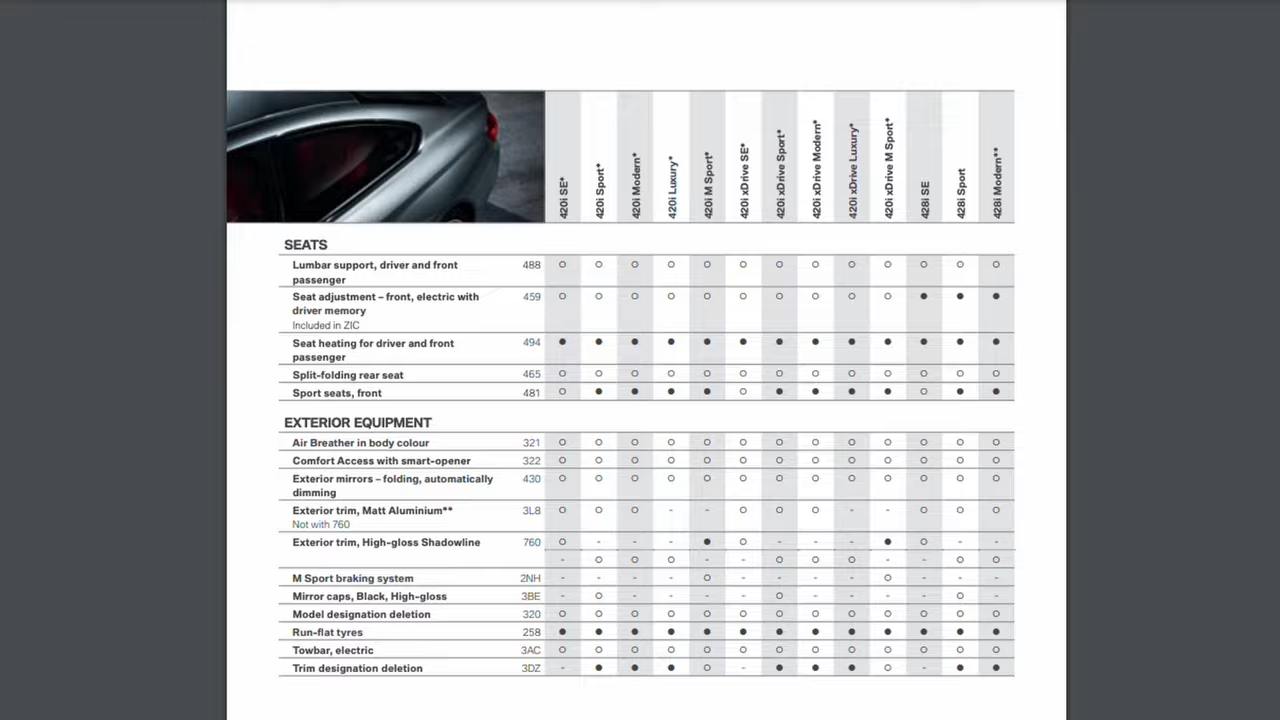 420i SE*
420i Sport*
420i Modern*
420i Luxury*
420i M Sport*
420i xDrive SE*
420i xDrive Sport*
420i xDrive Modern*
420i xDrive Luxury*
420i xDrive M Sport*
428i SE
428i Sport
428i Modern**
SEATS
Lumbar support, driver and front 488 ○ ○ ○ ○ ○ ○ ○ ○ ○ ○ ○ ○ ○
passenger
Seat adjustment – front, electric with 459 ○ ○ ○ ○ ○ ○ ○ ○ ○ ○ ● ● ●
driver memory
Included in ZIC
Seat heating for driver and front 494 ● ● ● ● ● ● ● ● ● ● ● ● ●
passenger
Split-folding rear seat 465 ○ ○ ○ ○ ○ ○ ○ ○ ○ ○ ○ ○ ○
Sport seats, front 481 ○ ● ● ● ● ○ ● ● ● ● ○ ● ●
EXTERIOR EQUIPMENT
Air Breather in body colour 321 ○ ○ ○ ○ ○ ○ ○ ○ ○ ○ ○ ○ ○
Comfort Access with smart-opener 322 ○ ○ ○ ○ ○ ○ ○ ○ ○ ○ ○ ○ ○
Exterior mirrors – folding, automatically 430 ○ ○ ○ ○ ○ ○ ○ ○ ○ ○ ○ ○ ○
dimming
Exterior trim, Matt Aluminium** 3L8 ○ ○ ○ - - ○ ○ ○ - - ○ ○ ○
Not with 760
Exterior trim, High-gloss Shadowline 760 ○ - - - ● ○ - - - ● ○ - -
- ○ ○ ○ - - ○ ○ ○ - - ○ ○
M Sport braking system 2NH - - - - ○ - - - - ○ - - -
Mirror caps, Black, High-gloss 3BE - ○ - - - - ○ - - - - ○ -
Model designation deletion 320 ○ ○ ○ ○ ○ ○ ○ ○ ○ ○ ○ ○ ○
Run-flat tyres 258 ● ● ● ● ● ● ● ● ● ● ● ● ●
Towbar, electric 3AC ○ ○ ○ ○ ○ ○ ○ ○ ○ ○ ○ ○ ○
Trim designation deletion 3DZ - ● ● ● ○ - ● ● ● ○ - ● ●